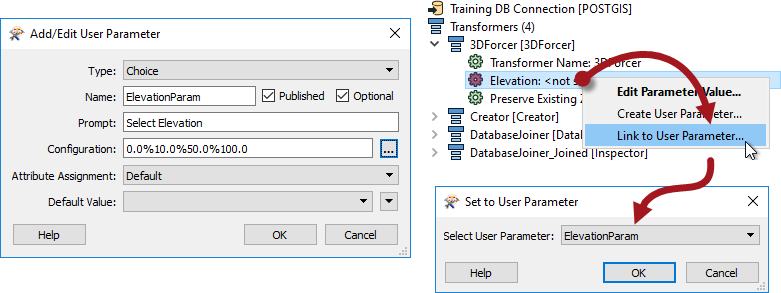 Add/Edit User Parameter
Type: Choice
Name: ElevationParam Published Optional
Prompt: Select Elevation
Configuration: 0.0%10.0%50.0%100.0 ...
Attribute Assignment: Default
Default Value:
Help OK Cancel
Training DB Connection [POSTGIS]
Transformers (4)
3DForcer [3DForcer]
Transformer Name: 3DForcer
Elevation: <not
Preserve Existing
Creator [Creator]
DatabaseJoiner [Datab
DatabaseJoiner_Joined [Inspector]
Edit Parameter Value...
Create User Parameter...
Link to User Parameter...
Set to User Parameter
Select User Parameter: ElevationParam
Help OK Cancel